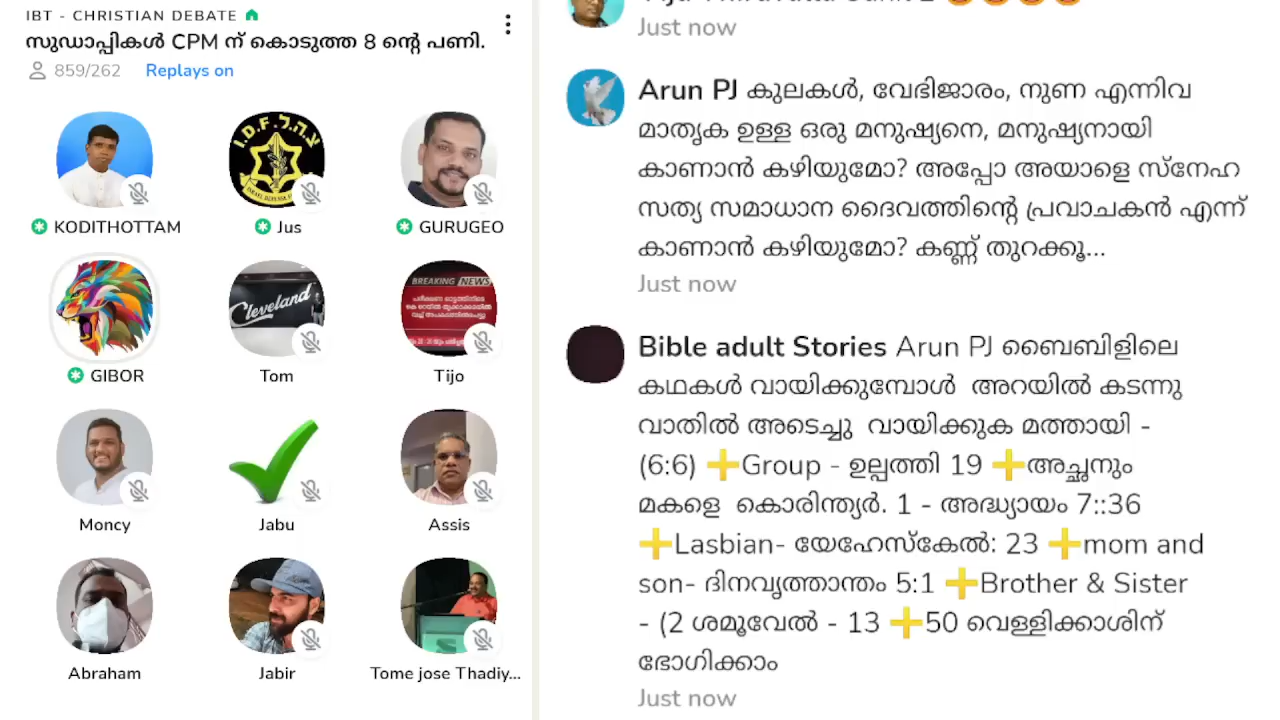 IBT - CHRISTIAN DEBATE
സുഡാപ്പികൾ CPM ന് കൊടുത്ത 8 ന്റെ പണി.
859/262 Replays on
KODITHOTTAM Jus GURUGEO
Cleveland
BREAKING NEWS
GIBOR Tom Tijo
Moncy Jabu Assis
Abraham Jabir Tome jose Thadiy...
Just now
Arun PJ കുലകൾ, വേഭിജാരം, നുണ എന്നിവ
മാതൃക ഉള്ള ഒരു മനുഷ്യനെ, മനുഷ്യനായി
കാണാൻ കഴിയുമോ? അപ്പോ അയാളെ സ്നേഹ
സത്യ സമാധാന ദൈവത്തിന്റെ പ്രവാചകൻ എന്ന്
കാണാൻ കഴിയുമോ? കണ്ണ് തുറക്കൂ...
Just now
Bible adult Stories Arun PJ ബൈബിളിലെ
കഥകൾ വായിക്കുമ്പോൾ അറയിൽ കടന്നു
വാതിൽ അടെച്ചു വായിക്കുക മത്തായി -
(6:6) ➕Group - ഉല്പത്തി 19 ➕അച്ഛനും
മകളെ കൊരിന്ത്യർ. 1 - അദ്ധ്യായം 7::36
➕Lasbian- യേഹേസ്കേൽ: 23 ➕mom and
son- ദിനവൃത്താന്തം 5:1 ➕Brother & Sister
- (2 ശമൂവേൽ - 13 ➕50 വെള്ളിക്കാശിന്
ഭോഗിക്കാം
Just now